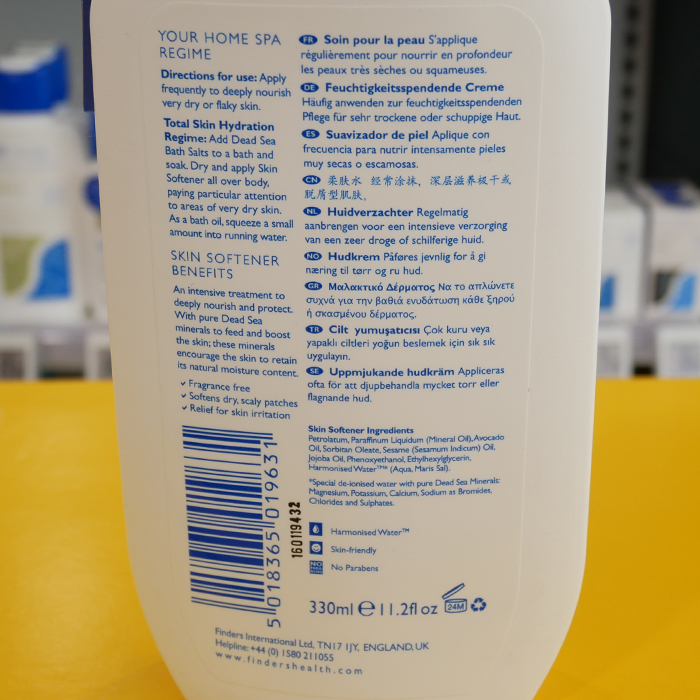 YOUR HOME SPA
REGIME
Directions for use: Apply
frequently to deeply nourish
very dry or flaky skin.
Total Skin Hydration
Regime: Add Dead Sea
Bath Salts to a bath and
soak. Dry and apply Skin
Softener all over body,
paying particular attention
to areas of very dry skin.
As a bath oil, squeeze a small
amount into running water.
SKIN SOFTENER
BENEFITS
An intensive treatment to
deeply nourish and protect.
With pure Dead Sea
minerals to feed and boost
the skin; these minerals
encourage the skin to retain
its natural moisture content.
✓ Fragrance free
✓ Softens dry, scaly patches
✓ Relief for skin irritation
5 018365 019631
160119432
FR Soin pour la peau S'applique
régulièrement pour nourrir en profondeur
les peaux très sèches ou squameuses.
DE Feuchtigkeitsspendende Creme
Häufig anwenden zur feuchtigkeitsspendenden
Pflege für sehr trockene oder schuppige Haut.
ES Suavizador de piel Aplique con
frecuencia para nutrir intensamente pieles
muy secas o escamosas.
CN 柔肤水 经常涂抹，深层滋养极干或
脱屑型肌肤。
NL Huidverzachter Regelmatig
aanbrengen voor een intensieve verzorging
van een zeer droge of schilferige huid.
NO Hudkrem Påføres jevnlig for å gi
næring til tørr og ru hud.
GR Μαλακτικό Δέρματος Να το απλώνετε
συχνά για την βαθιά ενυδάτωση κάθε ξηρού
ή σκασμένου δέρματος.
TR Cilt yumuşatıcısı Çok kuru veya
yapaklı ciltleri yoğun beslemek için sık sık
uygulayın.
SE Uppmjukande hudkräm Appliceras
ofta för att djupbehandla mycket torr eller
flagnande hud.
Skin Softener Ingredients
Petrolatum, Paraffinum Liquidum (Mineral Oil), Avocado
Oil, Sorbitan Oleate, Sesame (Sesamum Indicum) Oil,
Jojoba Oil, Phenoxyethanol, Ethylhexylglycerin,
Harmonised Water™* (Aqua, Maris Sal).
*Special de-ionised water with pure Dead Sea Minerals:
Magnesium, Potassium, Calcium, Sodium as Bromides,
Chlorides and Sulphates.
Harmonised Water™
Skin-friendly
No Parabens
330ml ℮ 11.2fl oz 24M
Finders International Ltd, TN17 1JY, ENGLAND, UK
Helpline: +44 (0) 1580 211055
www.findershealth.com